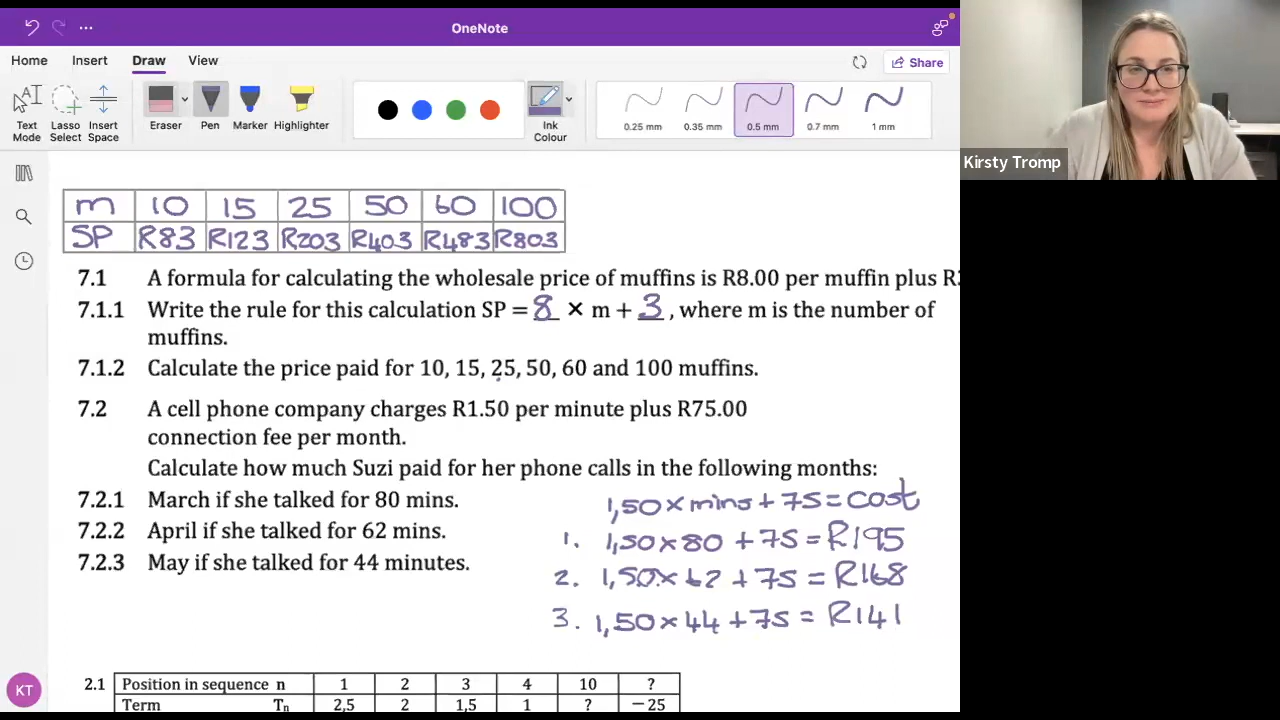 OneNote
Home Insert Draw View Share
Text Mode Lasso Select Insert Space Eraser Pen Marker Highlighter Ink Colour 0.25 mm 0.35 mm 0.5 mm 0.7 mm 1 mm
Kirsty Tromp
m 10 15 25 50 60 100
SP R83 R123 R203 R403 R483 R803
7.1 A formula for calculating the wholesale price of muffins is R8.00 per muffin plus
7.1.1 Write the rule for this calculation SP = 8 × m + 3, where m is the number of
muffins.
7.1.2 Calculate the price paid for 10, 15, 25, 50, 60 and 100 muffins.
7.2 A cell phone company charges R1.50 per minute plus R75.00
connection fee per month.
Calculate how much Suzi paid for her phone calls in the following months:
7.2.1 March if she talked for 80 mins.
1,50 × mins + 75 = cost
7.2.2 April if she talked for 62 mins.
1. 1,50 × 80 + 75 = R195
7.2.3 May if she talked for 44 minutes.
2. 1,50 × 62 + 75 = R168
3. 1,50 × 44 + 75 = R141
KT
2.1 Position in sequence n 1 2 3 4 10 ?
Term Tn 2,5 2 1,5 1 ? −25